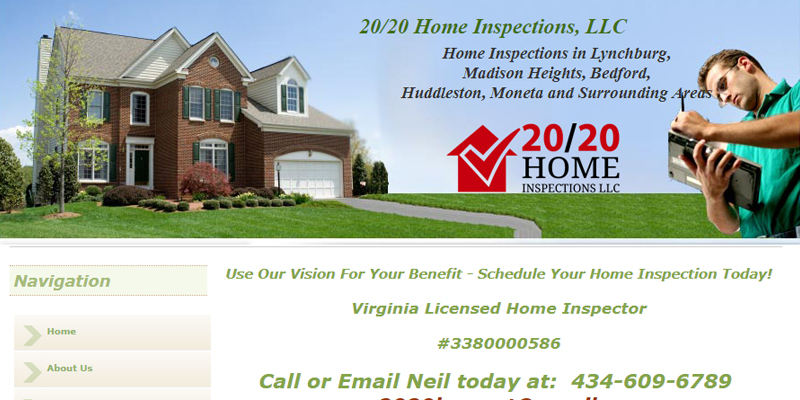 20/20 Home Inspections, LLC
Home Inspections in Lynchburg,
Madison Heights, Bedford,
Huddleston, Moneta and Surrounding Areas
20/20
HOME
INSPECTIONS LLC
Navigation
Home
About Us
Use Our Vision For Your Benefit - Schedule Your Home Inspection Today!
Virginia Licensed Home Inspector
#3380000586
Call or Email Neil today at: 434-609-6789